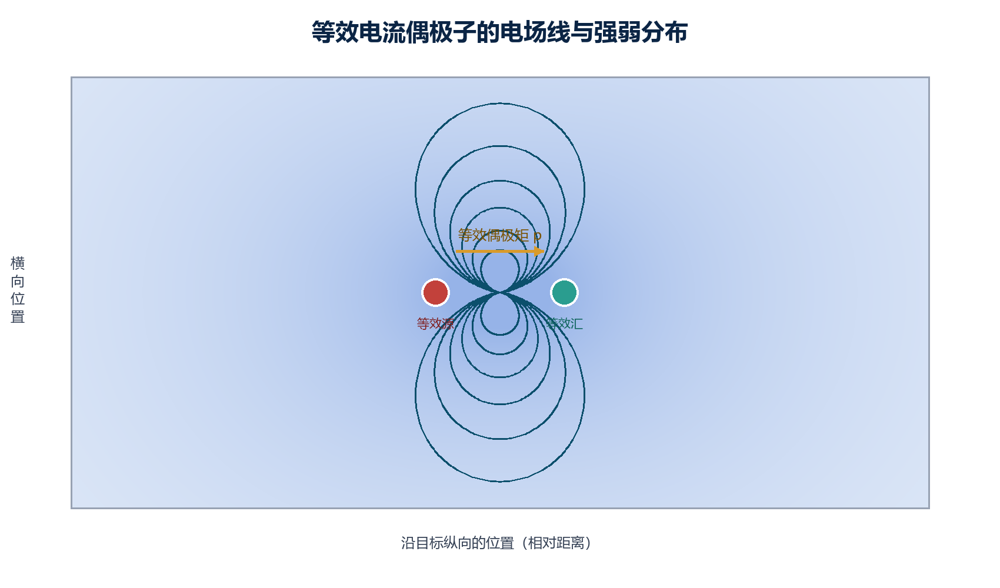 等效电流偶极子的电场线与强弱分布
等效偶极矩 p
横向位置
等效源
等效汇
沿目标纵向的位置（相对距离）